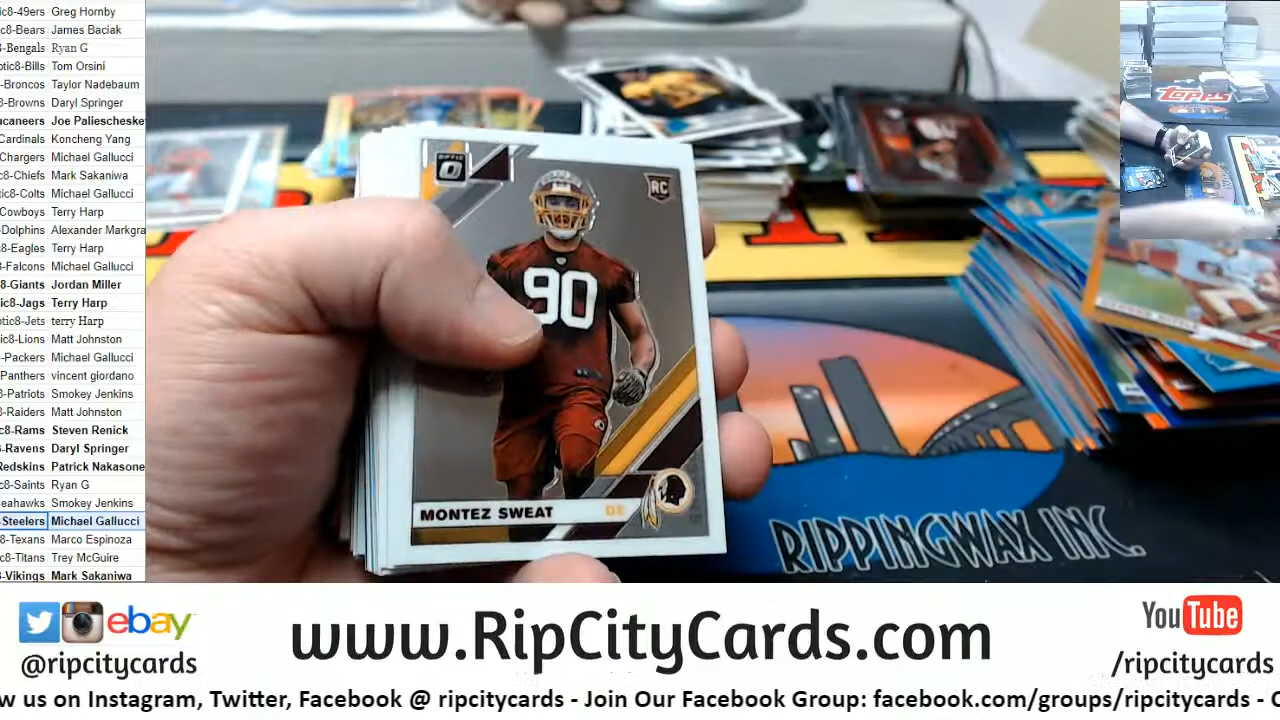 ic8-49ers Greg Hornby
c8-Bears James Baciak
-Bengals Ryan G
otic8-Bills Tom Orsini
-Broncos Taylor Nadebaum
-Browns Daryl Springer
ucaneers Joe Paliescheske
Cardinals Koncheng Yang
Chargers Michael Gallucci
8-Chiefs Mark Sakaniwa
tic8-Colts Michael Gallucci
Cowboys Terry Harp
-Dolphins Alexander Markgra
c8-Eagles Terry Harp
8-Falcons Michael Gallucci
8-Giants Jordan Miller
ic8-Jags Terry Harp
otic8-Jets terry Harp
c8-Lions Matt Johnston
-Packers Michael Gallucci
Panthers vincent giordano
8-Patriots Smokey Jenkins
8-Raiders Matt Johnston
ic8-Rams Steven Renick
-Ravens Daryl Springer
Redskins Patrick Nakasone
8-Saints Ryan G
eahawks Smokey Jenkins
-Steelers Michael Gallucci
8-Texans Marco Espinoza
c8-Titans Trey McGuire
8-Vikings Mark Sakaniwa
OPTIC
RC
90
MONTEZ SWEAT DE
Topps
RIPPINGWAX INC.
ebay
@ripcitycards
www.RipCityCards.com
YouTube
/ripcitycards
w us on Instagram, Twitter, Facebook @ ripcitycards - Join Our Facebook Group: facebook.com/groups/ripcitycards - C